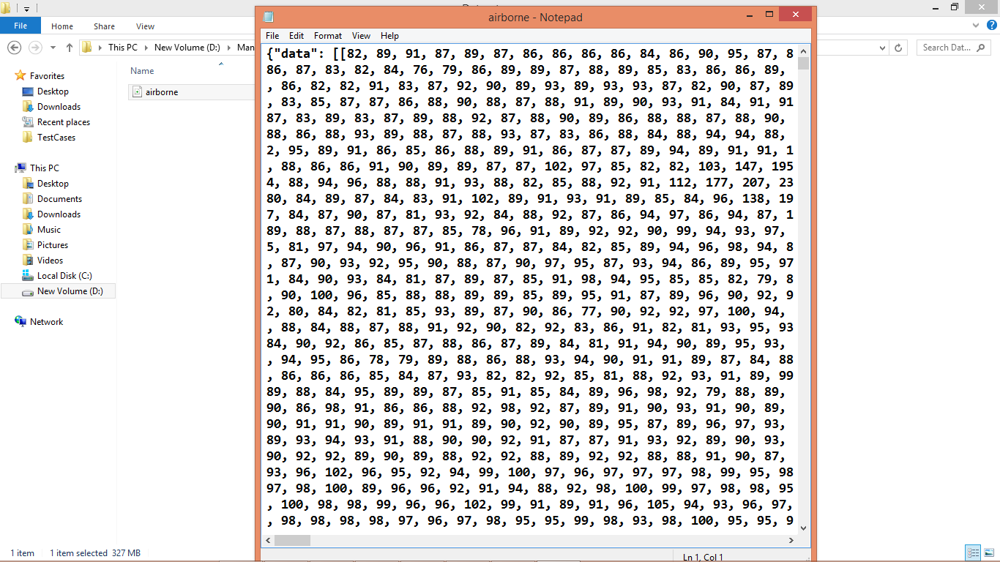 airborne - Notepad
File Home Share View
This PC New Volume (D:) Man
Search Dat...
Favorites
Desktop
Downloads
Recent places
TestCases
This PC
Desktop
Documents
Downloads
Music
Pictures
Videos
Local Disk (C:)
New Volume (D:)
Network
Name
airborne
1 item 1 item selected 327 MB
File Edit Format View Help
{"data": [[82, 89, 91, 87, 89, 87, 86, 86, 86, 86, 84, 86, 90, 95, 87, 8
86, 87, 83, 82, 84, 76, 79, 86, 89, 89, 87, 88, 89, 85, 83, 86, 86, 89,
, 86, 82, 82, 91, 83, 87, 92, 90, 89, 93, 89, 93, 93, 87, 82, 90, 87, 89
, 83, 85, 87, 87, 86, 88, 90, 88, 87, 88, 91, 89, 90, 93, 91, 84, 91, 91
87, 83, 89, 83, 87, 89, 88, 92, 87, 88, 90, 89, 86, 88, 88, 87, 88, 90,
88, 86, 88, 93, 89, 88, 87, 88, 93, 87, 83, 86, 88, 84, 88, 94, 94, 88,
2, 95, 89, 91, 86, 85, 86, 88, 89, 91, 86, 87, 87, 89, 94, 89, 91, 91, 1
, 88, 86, 86, 91, 90, 89, 89, 87, 87, 102, 97, 85, 82, 82, 103, 147, 195
4, 88, 94, 96, 88, 88, 91, 93, 88, 82, 85, 88, 92, 91, 112, 177, 207, 23
80, 84, 89, 87, 84, 83, 91, 102, 89, 91, 93, 91, 89, 85, 84, 96, 138, 19
7, 84, 87, 90, 87, 81, 93, 92, 84, 88, 92, 87, 86, 94, 97, 86, 94, 87, 1
89, 88, 87, 88, 87, 87, 85, 78, 96, 91, 89, 92, 92, 90, 99, 94, 93, 97,
5, 81, 97, 94, 90, 96, 91, 86, 87, 87, 84, 82, 85, 89, 94, 96, 98, 94, 8
, 87, 90, 93, 92, 95, 90, 88, 87, 90, 97, 95, 87, 93, 94, 86, 89, 95, 97
1, 84, 90, 93, 84, 81, 87, 89, 87, 85, 91, 98, 94, 95, 85, 85, 82, 79, 8
, 90, 100, 96, 85, 88, 88, 89, 89, 85, 89, 95, 91, 87, 89, 96, 90, 92, 9
2, 80, 84, 82, 81, 85, 93, 89, 87, 90, 86, 77, 90, 92, 92, 97, 100, 94,
, 88, 84, 88, 87, 88, 91, 92, 90, 82, 92, 83, 86, 91, 82, 81, 93, 95, 93
84, 90, 92, 86, 85, 87, 88, 86, 87, 89, 84, 81, 91, 94, 90, 89, 95, 93,
, 94, 95, 86, 78, 79, 89, 88, 86, 88, 93, 94, 90, 91, 91, 89, 87, 84, 88
, 86, 86, 86, 85, 84, 87, 93, 82, 82, 92, 85, 81, 88, 92, 93, 91, 89, 99
89, 88, 84, 95, 89, 89, 87, 85, 91, 85, 84, 89, 96, 98, 92, 79, 88, 89,
90, 86, 98, 91, 86, 86, 88, 92, 98, 92, 87, 89, 91, 90, 93, 91, 90, 89,
90, 91, 91, 90, 89, 91, 91, 89, 90, 92, 90, 89, 95, 87, 89, 96, 97, 93,
89, 93, 94, 93, 91, 88, 90, 90, 92, 91, 87, 87, 91, 93, 92, 89, 90, 93,
90, 92, 92, 89, 90, 89, 88, 92, 92, 88, 89, 92, 92, 88, 88, 91, 90, 87,
93, 96, 102, 96, 95, 92, 94, 99, 100, 97, 96, 97, 97, 97, 98, 99, 95, 98
97, 98, 100, 89, 96, 96, 92, 91, 94, 88, 92, 98, 100, 99, 97, 98, 98, 95
, 100, 98, 98, 99, 96, 96, 102, 99, 91, 89, 91, 96, 105, 94, 93, 96, 97,
, 98, 98, 98, 98, 97, 96, 97, 98, 95, 95, 99, 98, 93, 98, 100, 95, 95, 9
Ln 1, Col 1